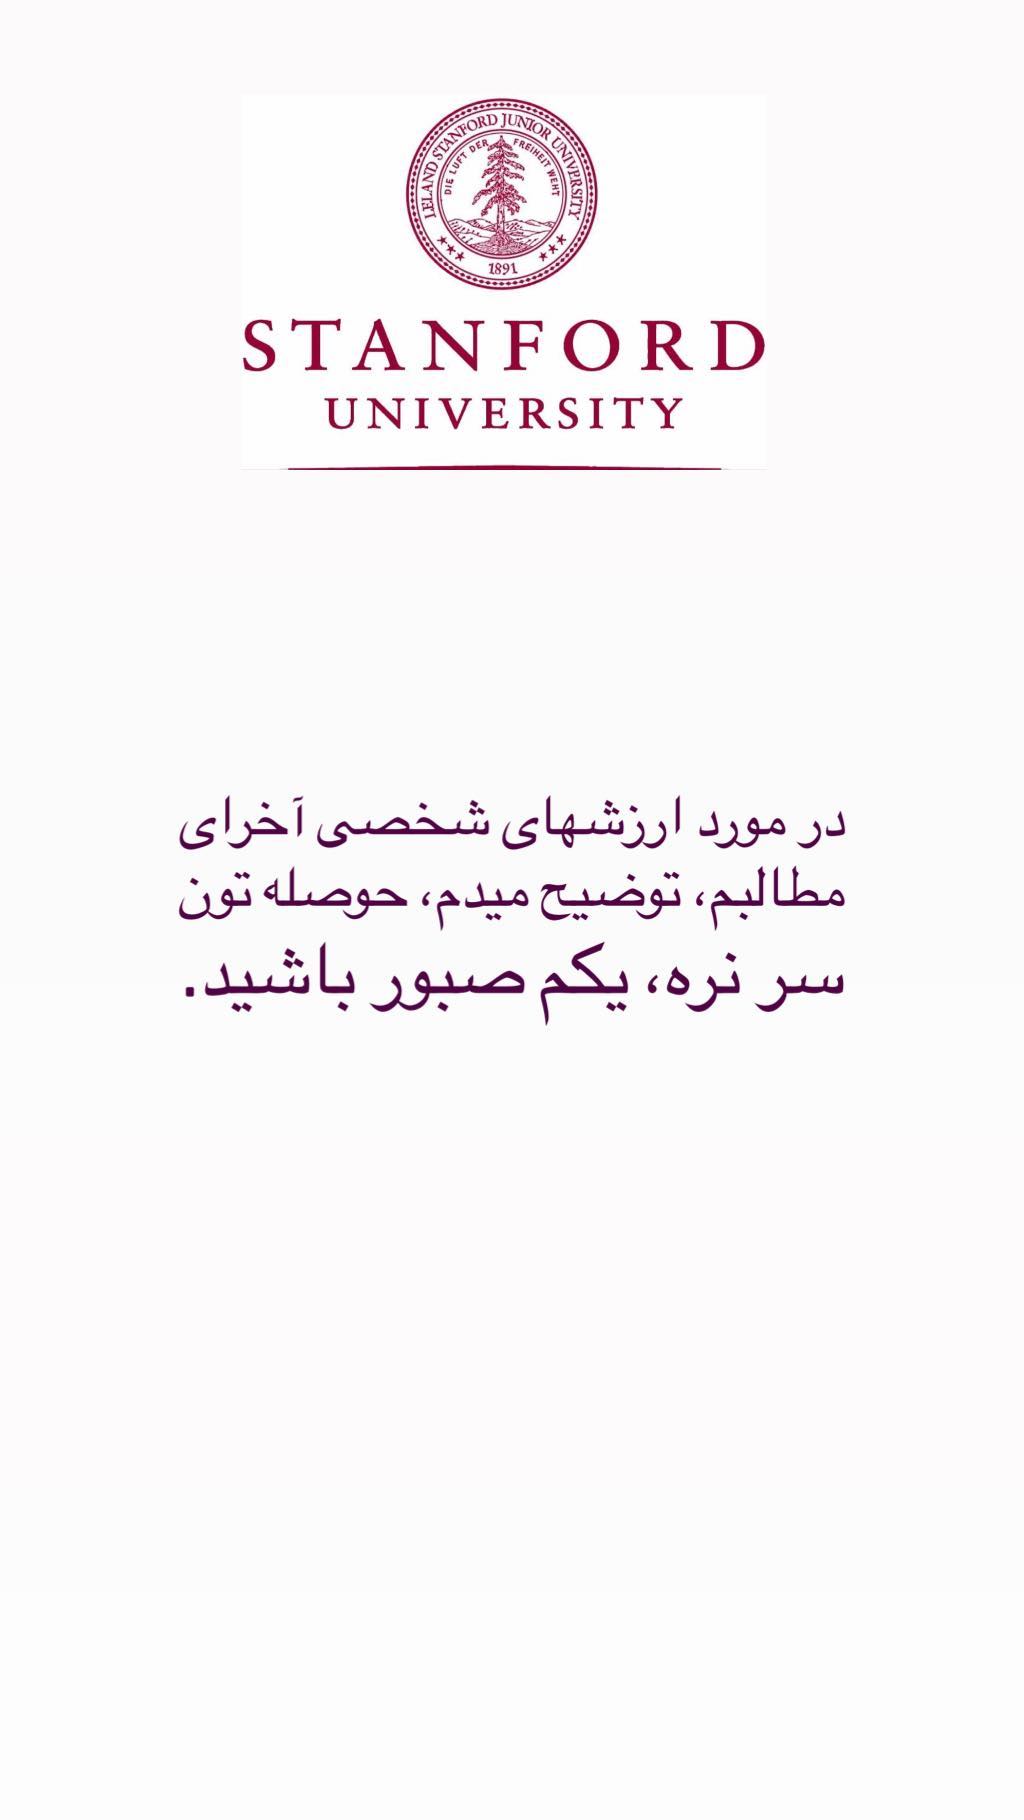 LELAND STANFORD JUNIOR UNIVERSITY
DIE LUFT DER FREIHEIT WEHT
1891
STANFORD
UNIVERSITY
در مورد ارزشهای شخصی آخرای
مطالبم، توضیح میدم، حوصله تون
سر نره، یکم صبور باشید.